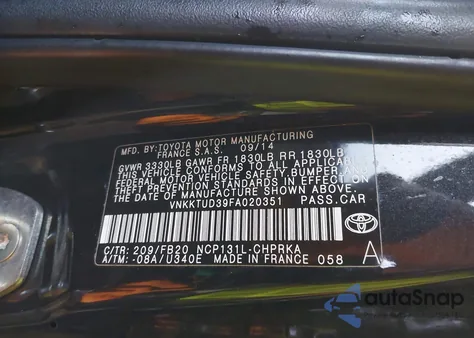 MFD. BY: TOYOTA MOTOR MANUFACTURING
FRANCE S.A.S. 09/14
GVWR 3330LB GAWR FR 1830LB RR 1830LB
THIS VEHICLE CONFORMS TO ALL APPLICABLE
FEDERAL MOTOR VEHICLE SAFETY, BUMPER, AND
THEFT PREVENTION STANDARDS IN EFFECT ON
THE DATE OF MANUFACTURE SHOWN ABOVE.
VNKKTUD39FA020351 PASS.CAR
C/TR: 209/FB20 NCP131L-CHPRKA A
A/TM: -08A/U340E MADE IN FRANCE 058
autoSnap